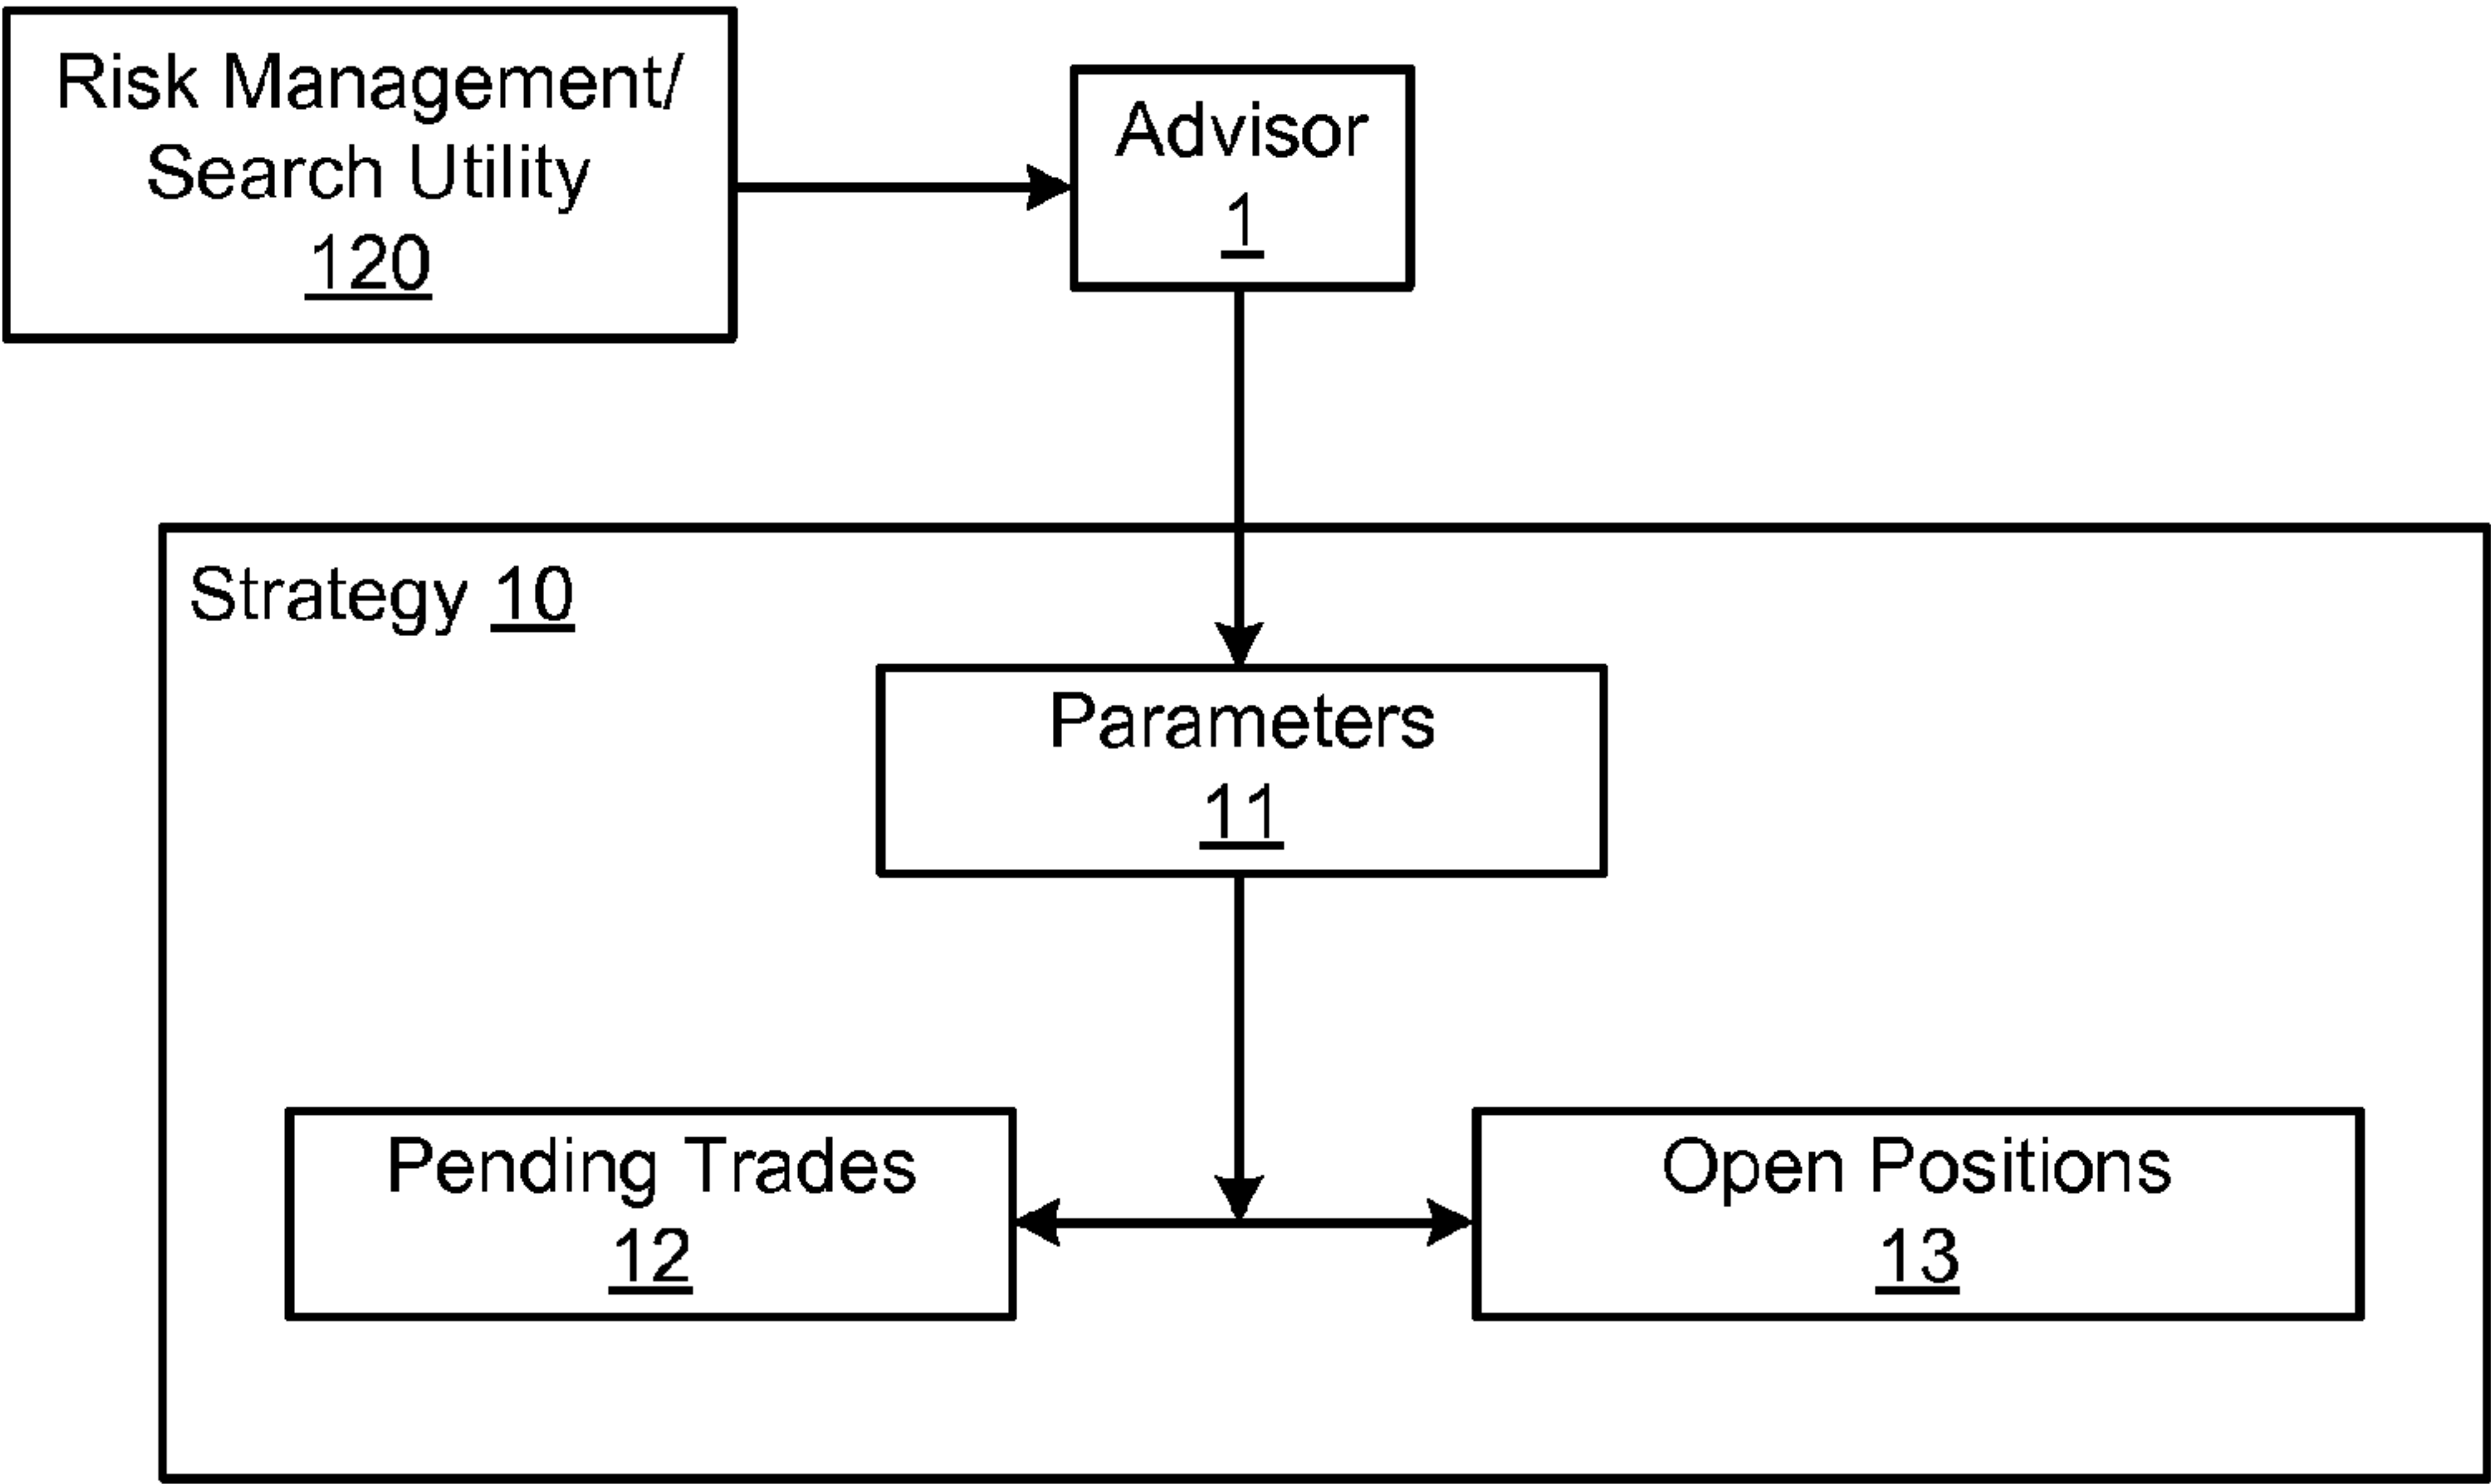 Risk Management/
Search Utility
120
Advisor
1
Strategy 10
Parameters
11
Pending Trades
12
Open Positions
13